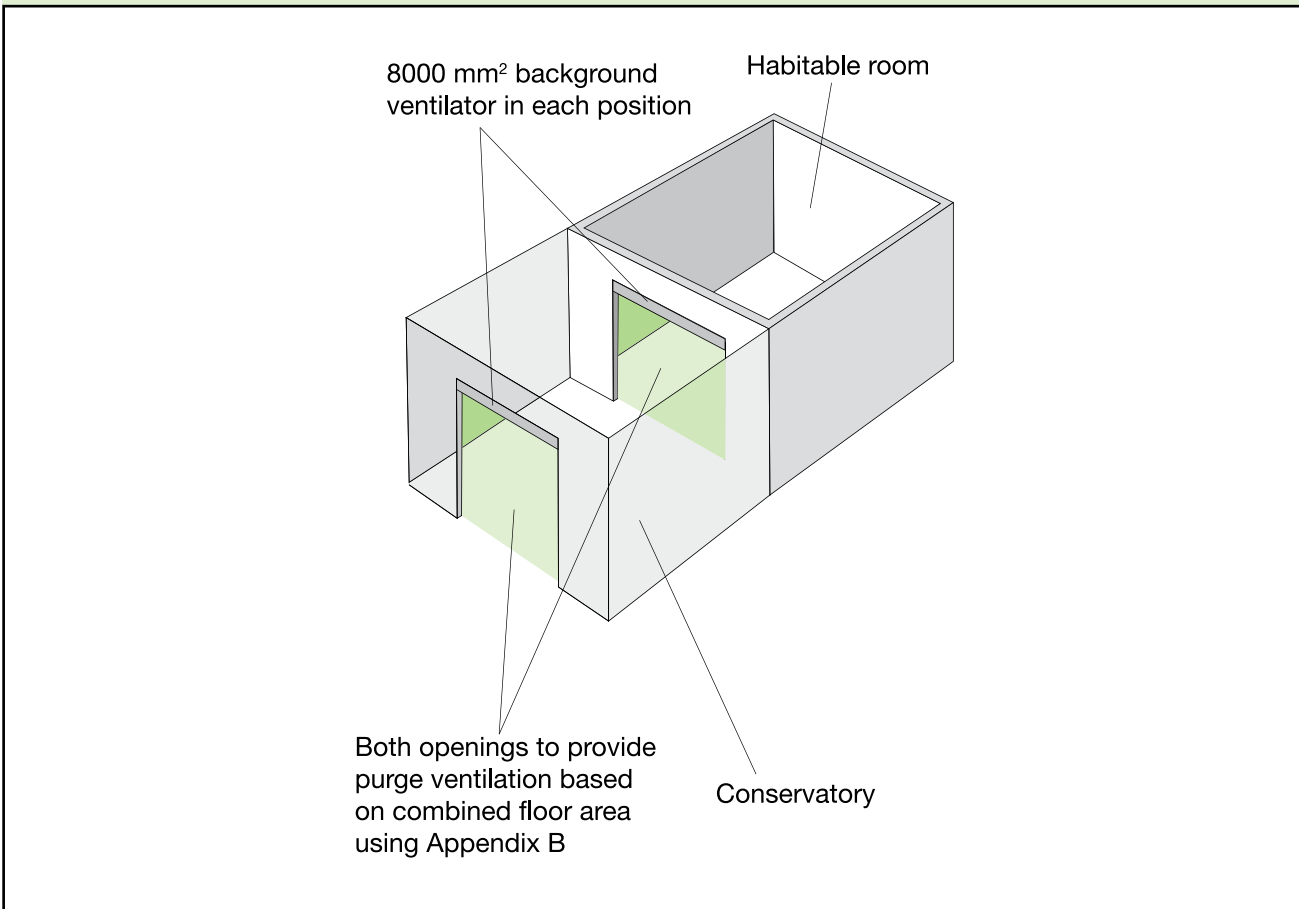 8000 mm² background
ventilator in each position
Habitable room
Both openings to provide
purge ventilation based
on combined floor area
using Appendix B
Conservatory